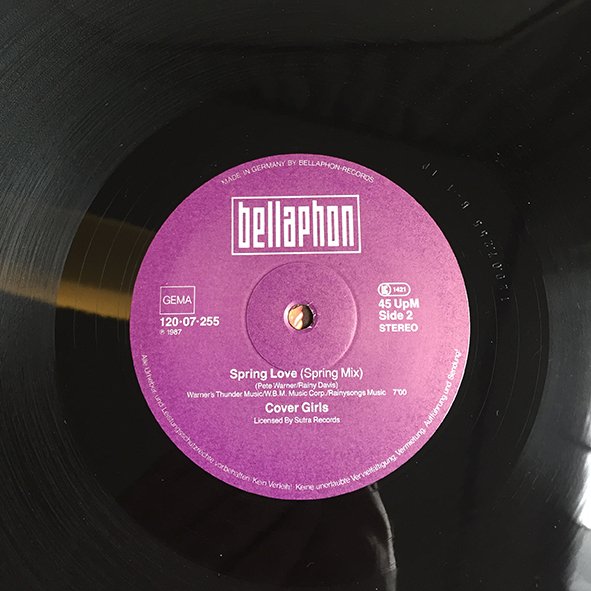 MADE IN GERMANY BY BELLAPHON-RECORDS
bellaphon
GEMA
120·07·255
℗ 1987
1421
45 UpM
Side 2
STEREO
Spring Love (Spring Mix)
(Pete Warner/Rainy Davis)
Warner's Thunder Music/W.B.M. Music Corp./Rainysongs Music 7'00
Cover Girls
Licensed By Sutra Records
Alle Urheber- und Leistungsschutzrechte vorbehalten. Kein Verleih! Keine unerlaubte Vervielfältigung, Vermietung, Aufführung und Sendung!